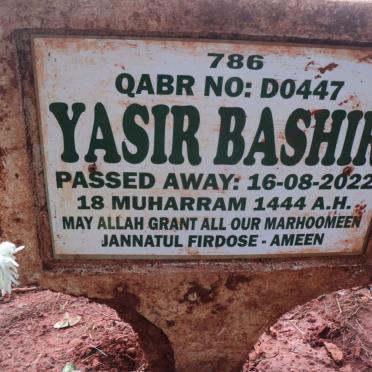 786
QABR NO: D0447
YASIR BASHIR
PASSED AWAY: 16-08-2022
18 MUHARRAM 1444 A.H.
MAY ALLAH GRANT ALL OUR MARHOOMEEN
JANNATUL FIRDOSE - AMEEN